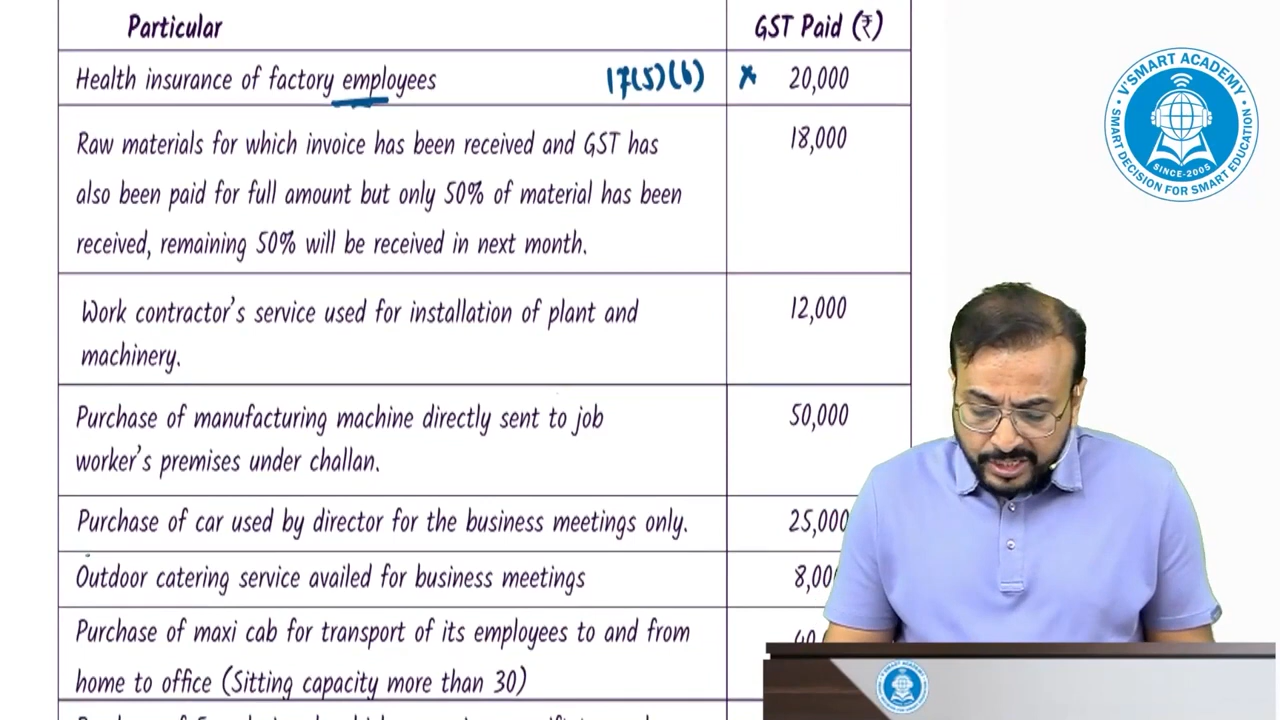 Particular GST Paid (₹)
Health insurance of factory employees 17(5)(b) × 20,000
Raw materials for which invoice has been received and GST has 18,000
also been paid for full amount but only 50% of material has been
received, remaining 50% will be received in next month.
Work contractor's service used for installation of plant and 12,000
machinery.
Purchase of manufacturing machine directly sent to job 50,000
worker's premises under challan.
Purchase of car used by director for the business meetings only. 25,000
Outdoor catering service availed for business meetings 8,00
Purchase of maxi cab for transport of its employees to and from
home to office (Sitting capacity more than 30)
V'SMART ACADEMY
SINCE-2005
SMART DECISION FOR SMART EDUCATION